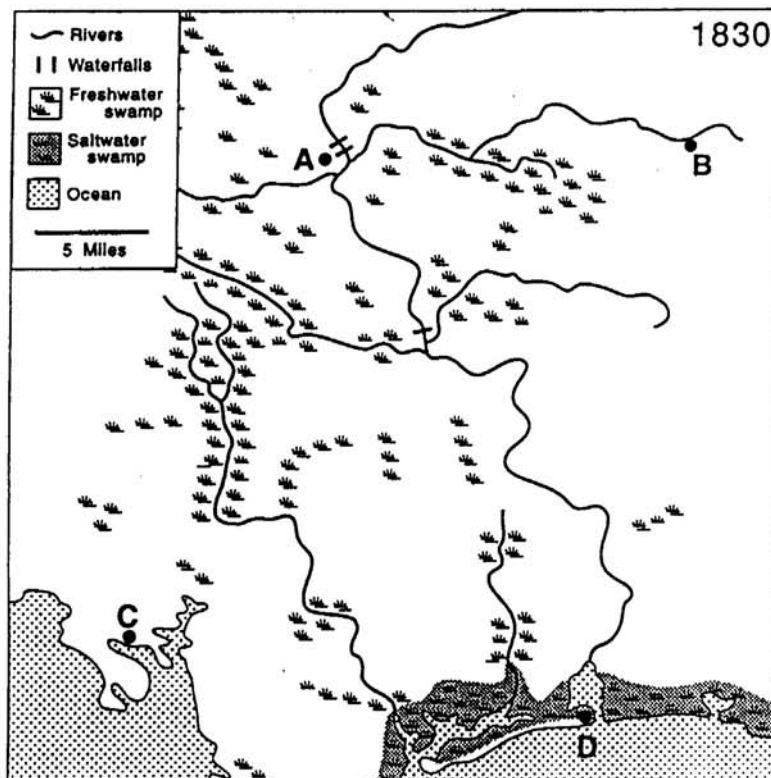 1830
Rivers
Waterfalls
Freshwater
swamp
Saltwater
swamp
Ocean
5 Miles
A
B
C
D